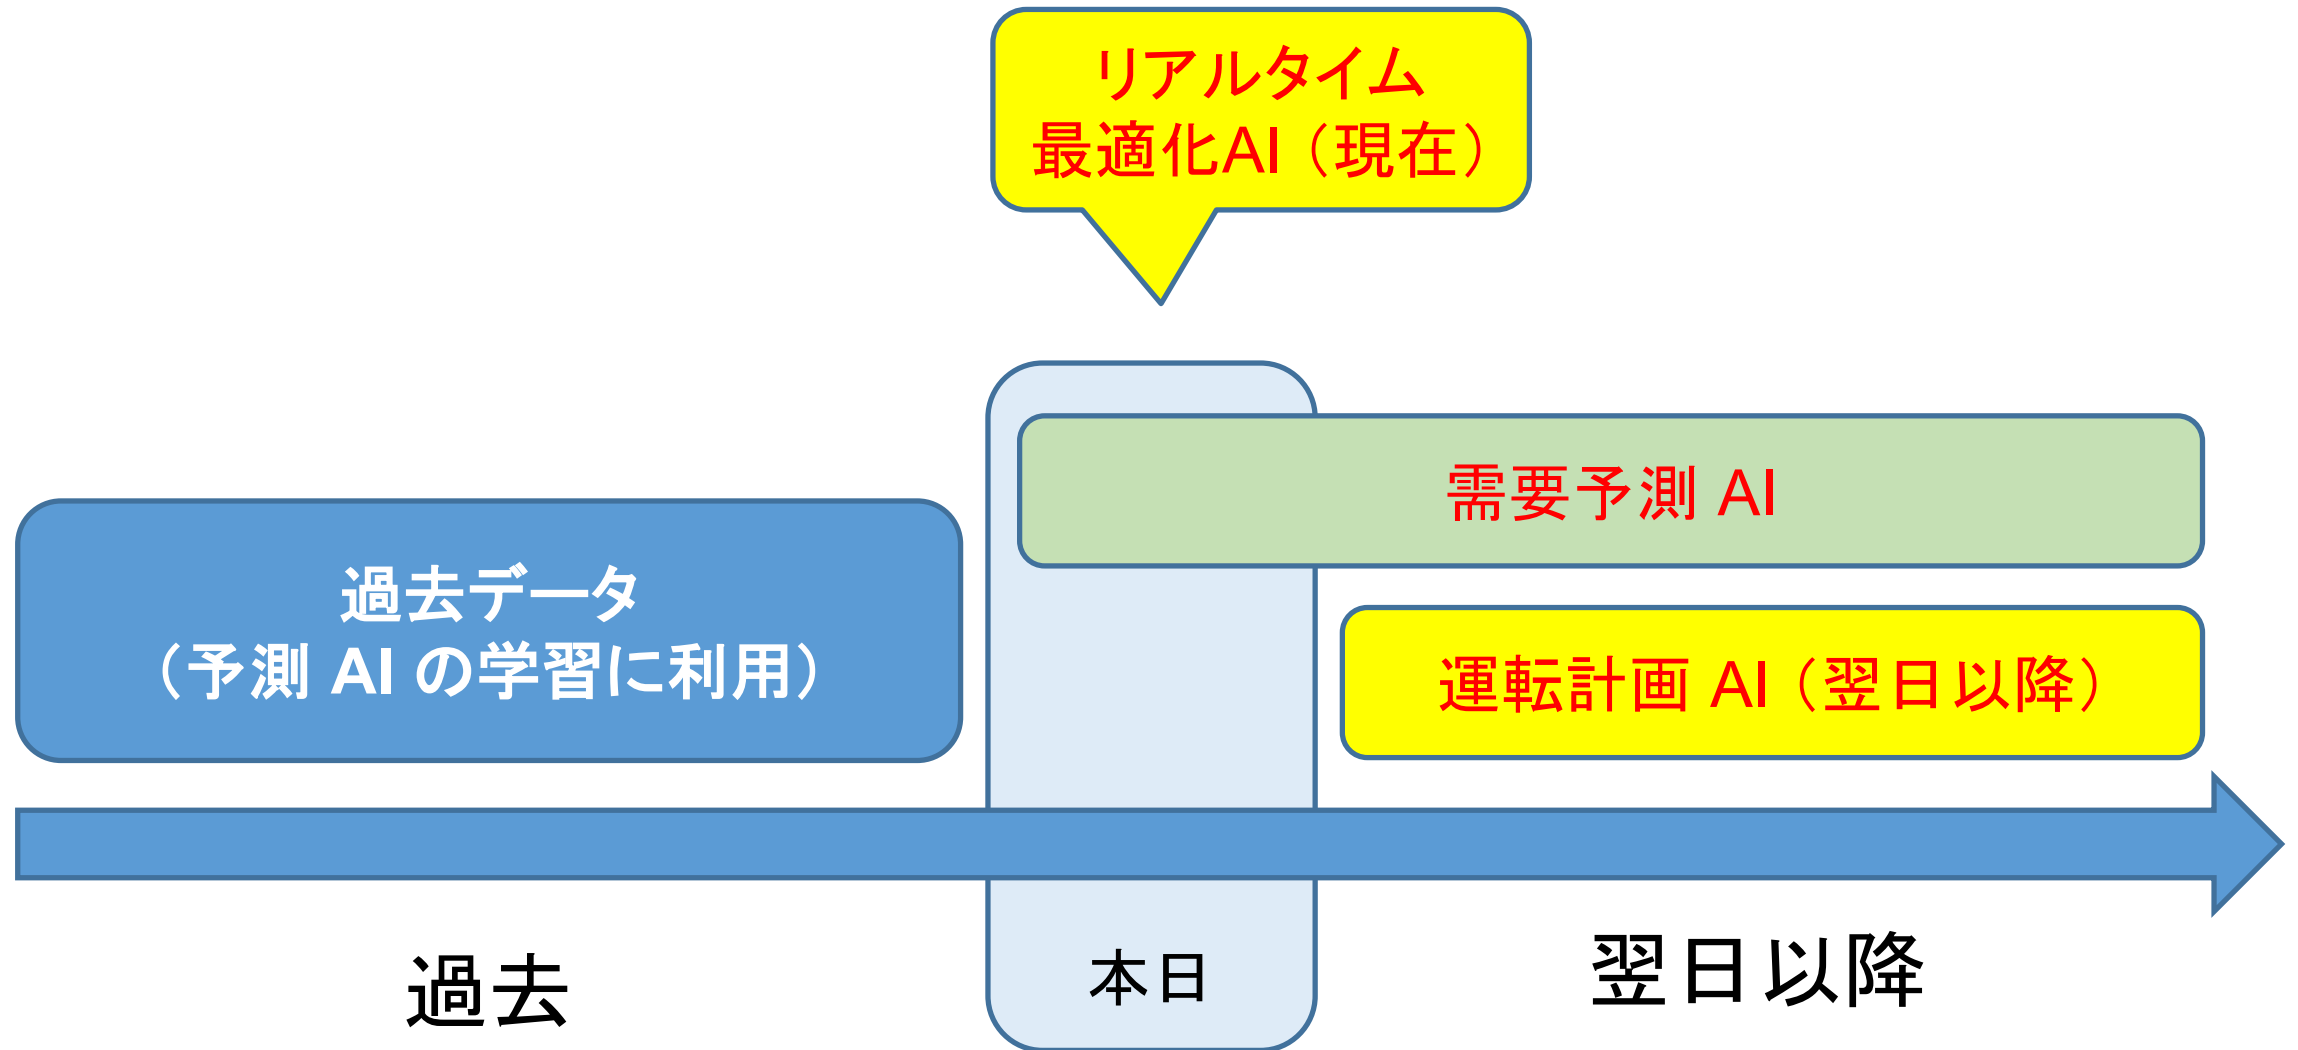 リアルタイム
最適化AI（現在）
需要予測 AI
過去データ
（予測 AI の学習に利用）
運転計画 AI（翌日以降）
過去
本日
翌日以降